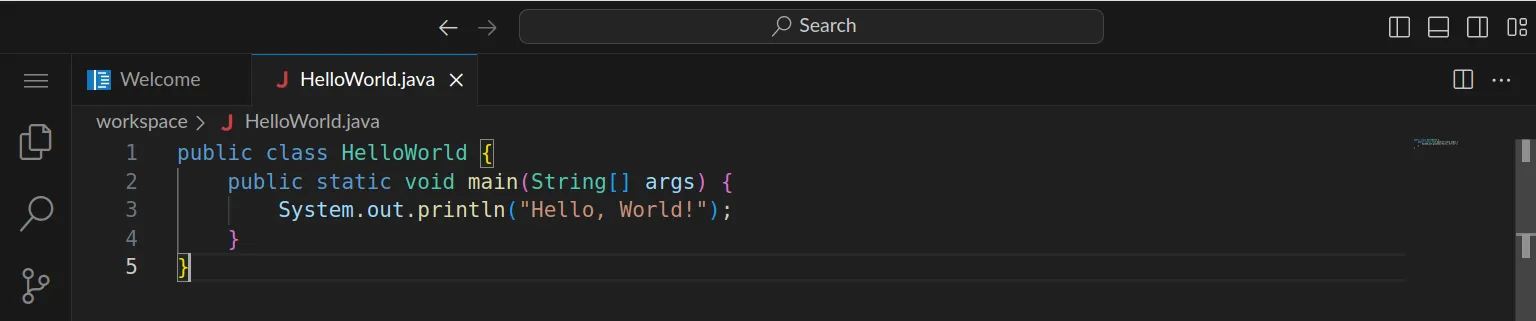 Search
Welcome
HelloWorld.java
workspace > HelloWorld.java
1 public class HelloWorld {
2     public static void main(String[] args) {
3         System.out.println("Hello, World!");
4     }
5 }